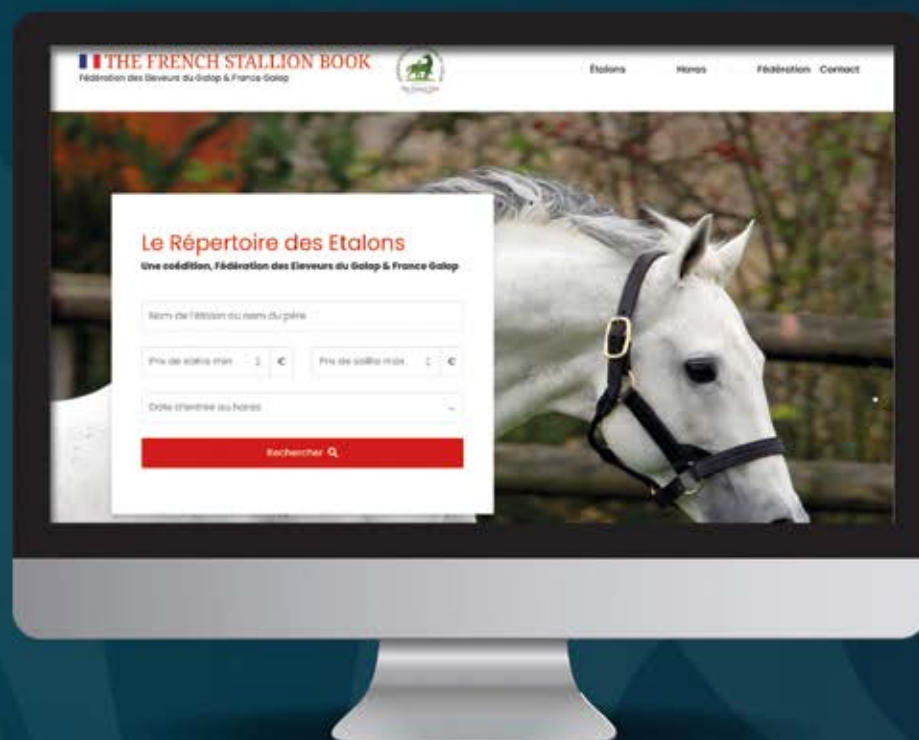 THE FRENCH STALLION BOOK
Fédération des Eleveurs du Galop & France Galop
Étalons Haras Fédération Contact
Le Répertoire des Etalons
Une coédition, Fédération des Eleveurs du Galop & France Galop
Nom de l'étalon ou nom du père
Prix de saillie min € Prix de saillie max €
Date d'entrée au haras
Rechercher